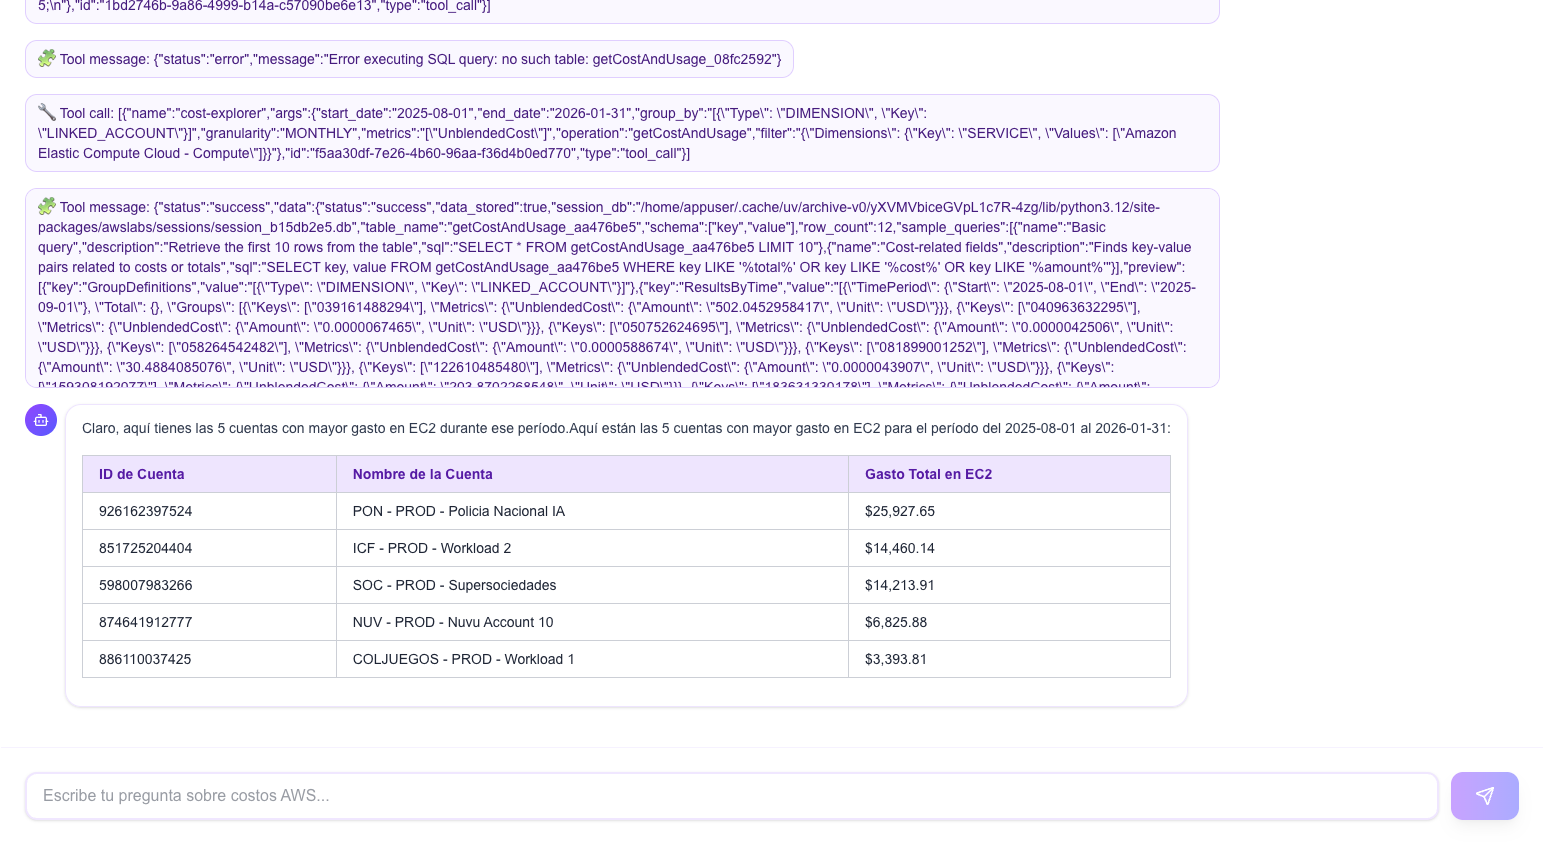 5;\n"},"id":"1bd2746b-9a86-4999-b14a-c57090be6e13","type":"tool_call"}]
Tool message: {"status":"error","message":"Error executing SQL query: no such table: getCostAndUsage_08fc2592"}
Tool call: [{"name":"cost-explorer","args":{"start_date":"2025-08-01","end_date":"2026-01-31","group_by":"[{\"Type\": \"DIMENSION\", \"Key\":
\"LINKED_ACCOUNT\"}]","granularity":"MONTHLY","metrics":"[\"UnblendedCost\"]","operation":"getCostAndUsage","filter":"{\"Dimensions\": {\"Key\": \"SERVICE\", \"Values\": [\"Amazon
Elastic Compute Cloud - Compute\"]}}"},"id":"f5aa30df-7e26-4b60-96aa-f36d4b0ed770","type":"tool_call"}]
Tool message: {"status":"success","data":{"status":"success","data_stored":true,"session_db":"/home/appuser/.cache/uv/archive-v0/yXVMVbiceGVpL1c7R-4zg/lib/python3.12/site-
packages/awslabs/sessions/session_b15db2e5.db","table_name":"getCostAndUsage_aa476be5","schema":["key","value"],"row_count":12,"sample_queries":[{"name":"Basic
query","description":"Retrieve the first 10 rows from the table","sql":"SELECT * FROM getCostAndUsage_aa476be5 LIMIT 10"},{"name":"Cost-related fields","description":"Finds key-value
pairs related to costs or totals","sql":"SELECT key, value FROM getCostAndUsage_aa476be5 WHERE key LIKE '%total%' OR key LIKE '%cost%' OR key LIKE '%amount%'"}],"preview":
[{"key":"GroupDefinitions","value":"[{\"Type\": \"DIMENSION\", \"Key\": \"LINKED_ACCOUNT\"}]"},{"key":"ResultsByTime","value":"[{\"TimePeriod\": {\"Start\": \"2025-08-01\", \"End\": \"2025-
09-01\"}, \"Total\": {}, \"Groups\": [{\"Keys\": [\"039161488294\"], \"Metrics\": {\"UnblendedCost\": {\"Amount\": \"502.0452958417\", \"Unit\": \"USD\"}}}, {\"Keys\": [\"040963632295\"],
\"Metrics\": {\"UnblendedCost\": {\"Amount\": \"0.0000067465\", \"Unit\": \"USD\"}}}, {\"Keys\": [\"050752624695\"], \"Metrics\": {\"UnblendedCost\": {\"Amount\": \"0.0000042506\", \"Unit\":
\"USD\"}}}, {\"Keys\": [\"058264542482\"], \"Metrics\": {\"UnblendedCost\": {\"Amount\": \"0.0000588674\", \"Unit\": \"USD\"}}}, {\"Keys\": [\"081899001252\"], \"Metrics\": {\"UnblendedCost\":
{\"Amount\": \"30.4884085076\", \"Unit\": \"USD\"}}}, {\"Keys\": [\"122610485480\"], \"Metrics\": {\"UnblendedCost\": {\"Amount\": \"0.0000043907\", \"Unit\": \"USD\"}}}, {\"Keys\":
[\"159308192077\"], \"Metrics\": {\"UnblendedCost\": {\"Amount\": \"203.8702268548\", \"Unit\": \"USD\"}}}, {\"Keys\": [\"183631330178\"], \"Metrics\": {\"UnblendedCost\": {\"Amount\":
Claro, aquí tienes las 5 cuentas con mayor gasto en EC2 durante ese período.Aquí están las 5 cuentas con mayor gasto en EC2 para el período del 2025-08-01 al 2026-01-31:
ID de Cuenta Nombre de la Cuenta Gasto Total en EC2
926162397524 PON - PROD - Policia Nacional IA $25,927.65
851725204404 ICF - PROD - Workload 2 $14,460.14
598007983266 SOC - PROD - Supersociedades $14,213.91
874641912777 NUV - PROD - Nuvu Account 10 $6,825.88
886110037425 COLJUEGOS - PROD - Workload 1 $3,393.81
Escribe tu pregunta sobre costos AWS...